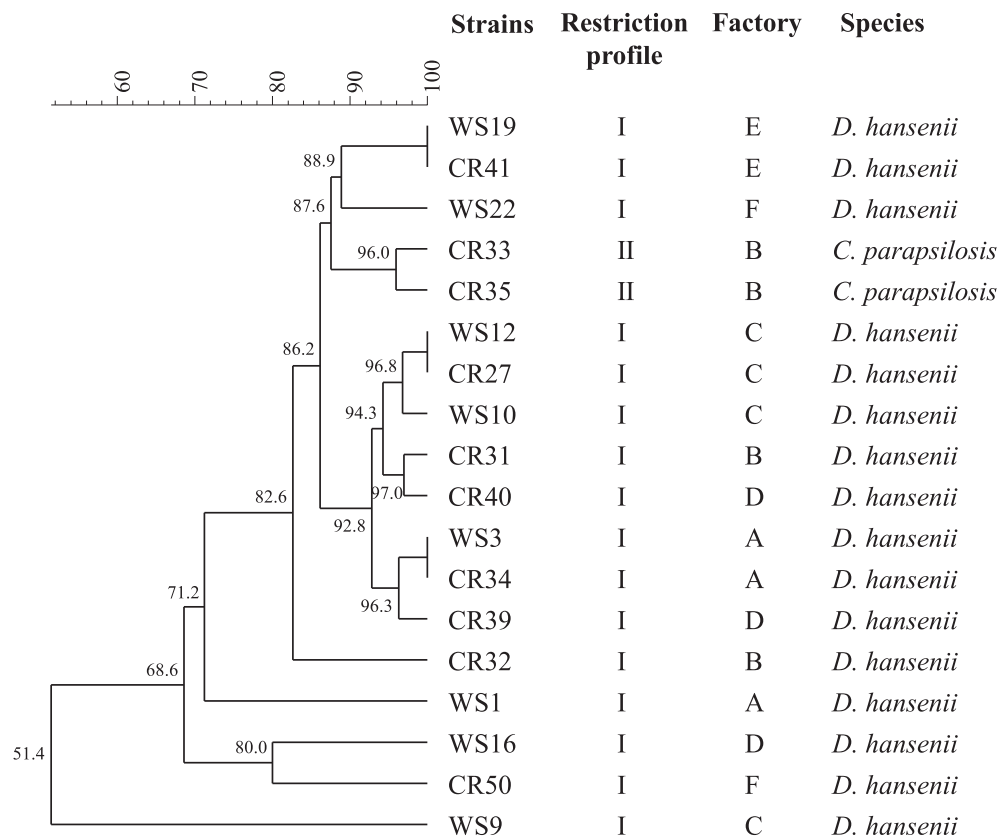 Strains Restriction profile Factory Species
60 70 80 90 100
WS19 I E D. hansenii
88.9
CR41 I E D. hansenii
87.6
WS22 I F D. hansenii
96.0
CR33 II B C. parapsilosis
CR35 II B C. parapsilosis
WS12 I C D. hansenii
86.2
96.8
CR27 I C D. hansenii
94.3
WS10 I C D. hansenii
CR31 I B D. hansenii
82.6
97.0
CR40 I D D. hansenii
92.8
WS3 I A D. hansenii
CR34 I A D. hansenii
71.2
96.3
CR39 I D D. hansenii
68.6
CR32 I B D. hansenii
WS1 I A D. hansenii
51.4
80.0
WS16 I D D. hansenii
CR50 I F D. hansenii
WS9 I C D. hansenii